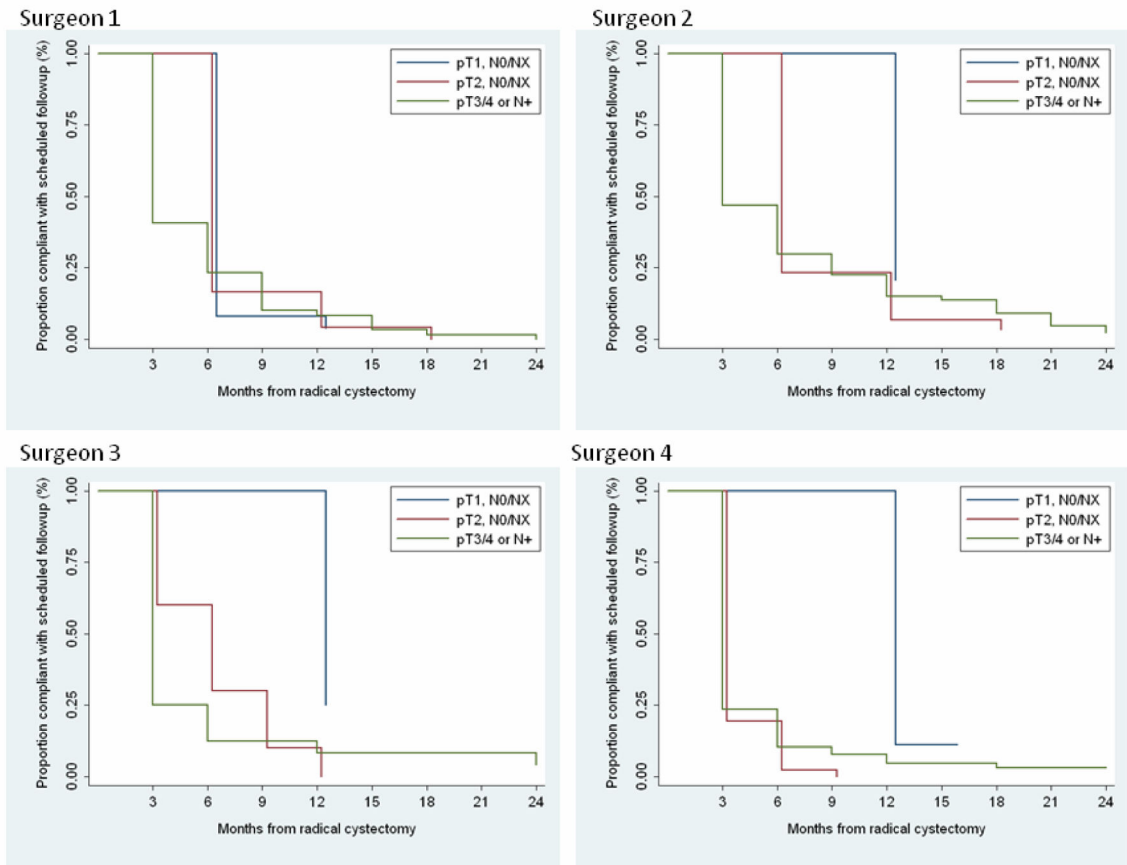 Surgeon 1
Proportion compliant with scheduled followup (%)
1.00
0.75
0.50
0.25
0.00
pT1, N0/NX
pT2, N0/NX
pT3/4 or N+
3 6 9 12 15 18 21 24
Months from radical cystectomy
Surgeon 2
Proportion compliant with scheduled followup (%)
1.00
0.75
0.50
0.25
0.00
pT1, N0/NX
pT2, N0/NX
pT3/4 or N+
3 6 9 12 15 18 21 24
Months from radical cystectomy
Surgeon 3
Proportion compliant with scheduled followup (%)
1.00
0.75
0.50
0.25
0.00
pT1, N0/NX
pT2, N0/NX
pT3/4 or N+
3 6 9 12 15 18 21 24
Months from radical cystectomy
Surgeon 4
Proportion compliant with scheduled followup (%)
1.00
0.75
0.50
0.25
0.00
pT1, N0/NX
pT2, N0/NX
pT3/4 or N+
3 6 9 12 15 18 21 24
Months from radical cystectomy